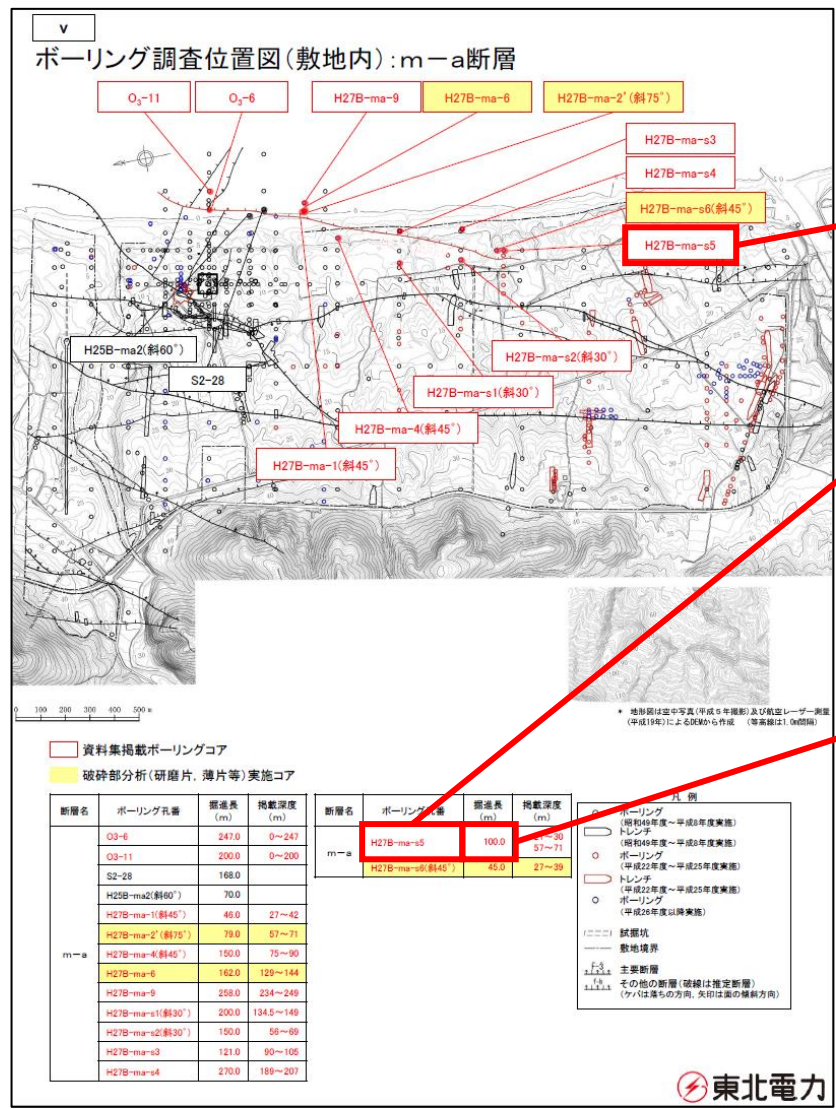 V
ボーリング調査位置図(敷地内):m－a断層
O₃-11
O₃-6
H27B-ma-9
H27B-ma-6
H27B-ma-2'(斜75°)
H27B-ma-s3
H27B-ma-s4
H27B-ma-s6(斜45°)
H27B-ma-s5
H25B-ma2(斜60°)
S2-28
H27B-ma-s2(斜30°)
H27B-ma-s1(斜30°)
H27B-ma-4(斜45°)
H27B-ma-1(斜45°)
0 100 200 300 400 500 m
* 地形図は空中写真(平成5年撮影)及び航空レーザー測量
(平成19年)によるDEMから作成 (等高線は1.0m間隔)
資料集掲載ボーリングコア
破砕部分析(研磨片,薄片等)実施コア
断層名 ボーリング孔番 掘進長(m) 掲載深度(m)
m－a
O3-6 247.0 0～247
O3-11 200.0 0～200
S2-28 168.0
H25B-ma2(斜60°) 70.0
H27B-ma-1(斜45°) 46.0 27～42
H27B-ma-2'(斜75°) 79.0 57～71
H27B-ma-4(斜45°) 150.0 75～90
H27B-ma-6 162.0 129～144
H27B-ma-9 258.0 234～249
H27B-ma-s1(斜30°) 200.0 134.5～149
H27B-ma-s2(斜30°) 150.0 56～69
H27B-ma-s3 121.0 90～105
H27B-ma-s4 270.0 189～207
断層名 ボーリング孔番 掘進長(m) 掲載深度(m)
m－a
H27B-ma-s5 100.0 ～30
57～71
H27B-ma-s6(斜45°) 45.0 27～39
凡 例
ボーリング
(昭和49年度～平成8年度実施)
トレンチ
(昭和49年度～平成8年度実施)
ボーリング
(平成22年度～平成25年度実施)
トレンチ
(平成22年度～平成25年度実施)
ボーリング
(平成26年度以降実施)
試掘坑
敷地境界
F-3 主要断層
f-b その他の断層(破線は推定断層)
(ケバは落ちの方向,矢印は面の傾斜方向)
東北電力